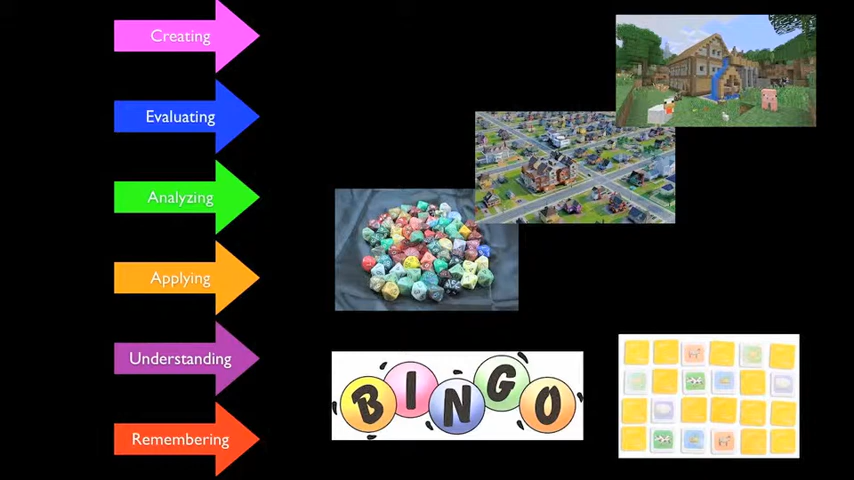 Creating
Evaluating
Analyzing
Applying
Understanding
BINGO
Remembering